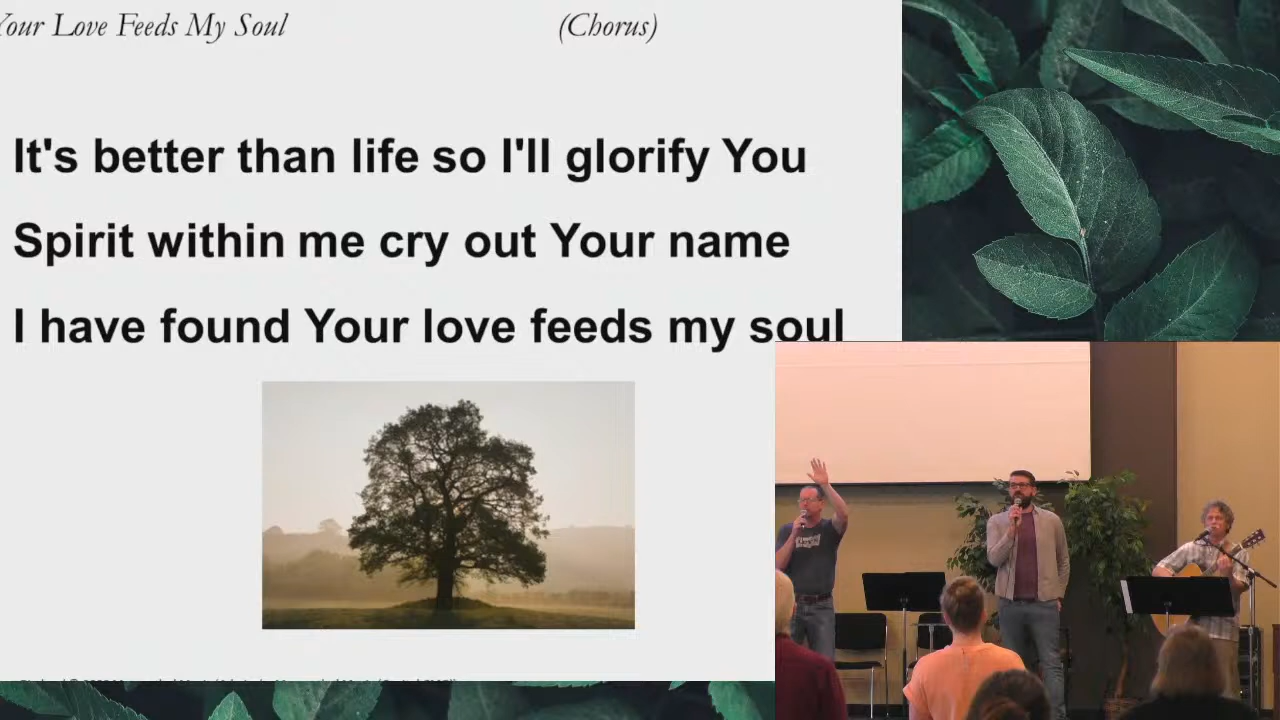 Your Love Feeds My Soul (Chorus)
It's better than life so I'll glorify You
Spirit within me cry out Your name
I have found Your love feeds my soul